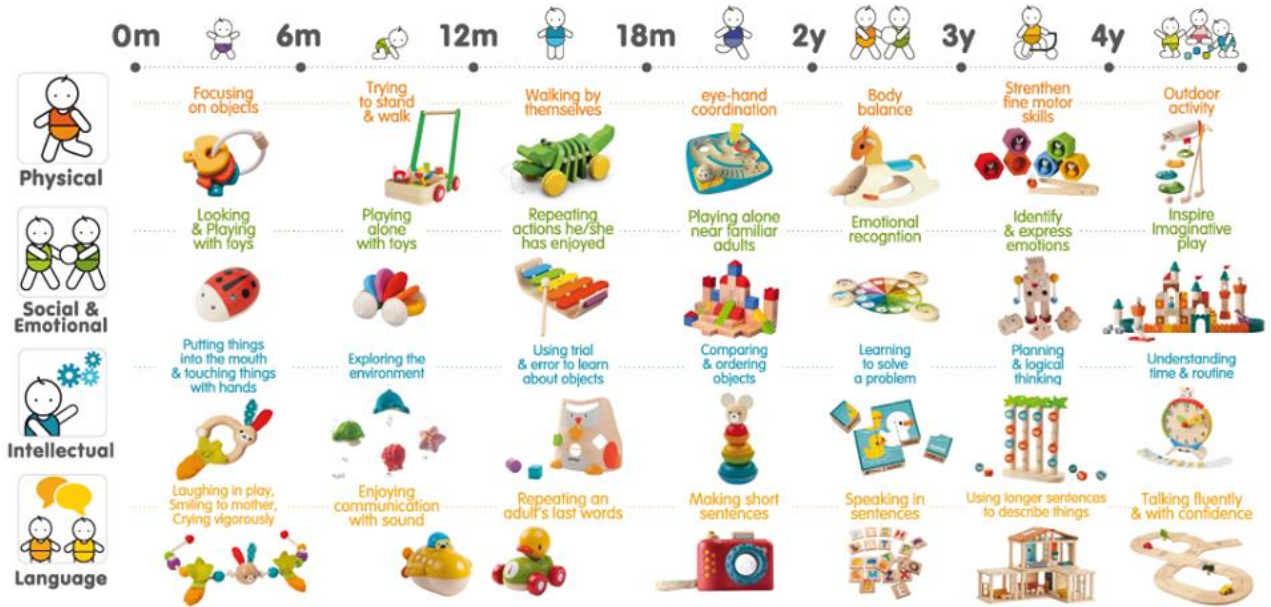 0m 6m 12m 18m 2y 3y 4y
Physical
Focusing
on objects
Trying
to stand
& walk
Walking by
themselves
eye-hand
coordination
Body
balance
Strenthen
fine motor
skills
Outdoor
activity
Social &
Emotional
Looking
& Playing
with toys
Playing
alone
with toys
Repeating
actions he/she
has enjoyed
Playing alone
near familiar
adults
Emotional
recogntion
Identify
& express
emotions
Inspire
Imaginative
play
Intellectual
Putting things
into the mouth
& touching things
with hands
Exploring the
environment
Using trial
& error to learn
about objects
Comparing
& ordering
objects
Learning
to solve
a problem
Planning
& logical
thinking
Understanding
time & routine
Language
Laughing in play,
Smiling to mother,
Crying vigorously
Enjoying
communication
with sound
Repeating an
adult's last words
Making short
sentences
Speaking in
sentences
Using longer sentences
to describe things
Talking fluently
& with confidence